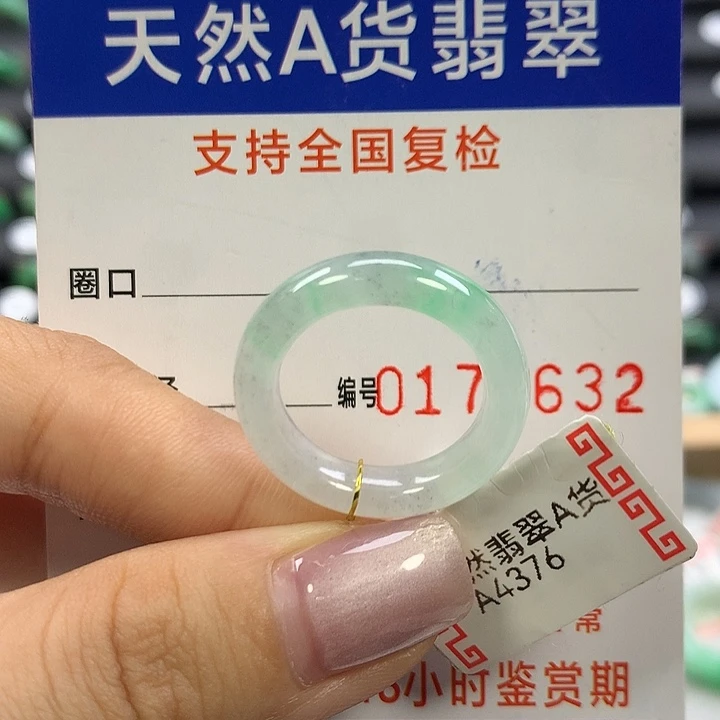 天然A货翡翠
支持全国复检
圈口
编号017 632
然翡翠A货
A4376
常
小时鉴赏期